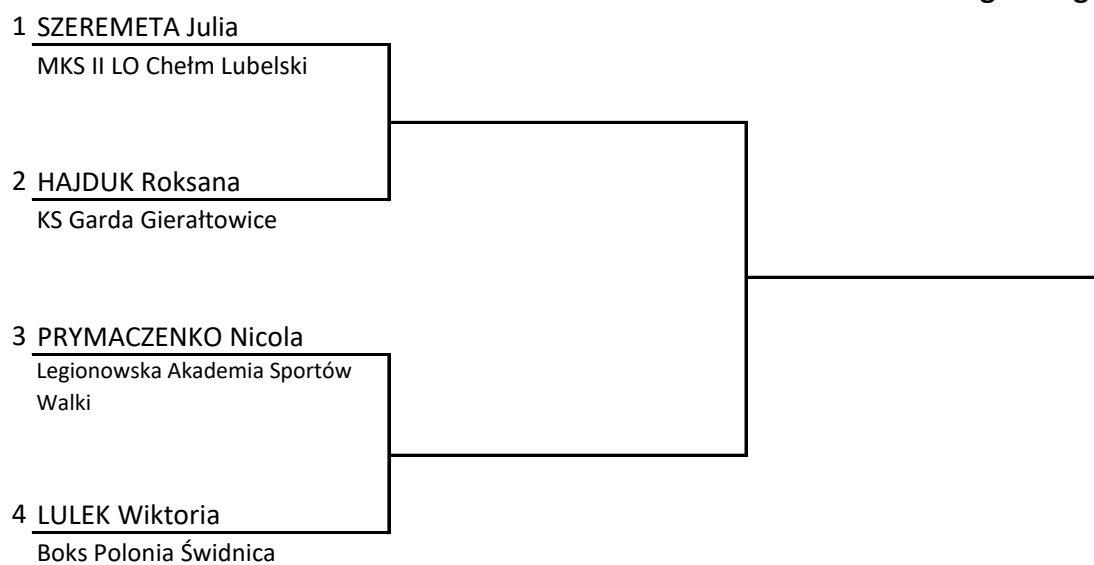 1 SZEREMETA Julia
MKS II LO Chełm Lubelski
2 HAJDUK Roksana
KS Garda Gierałtowice
3 PRYMACZENKO Nicola
Legionowska Akademia Sportów
Walki
4 LULEK Wiktoria
Boks Polonia Świdnica